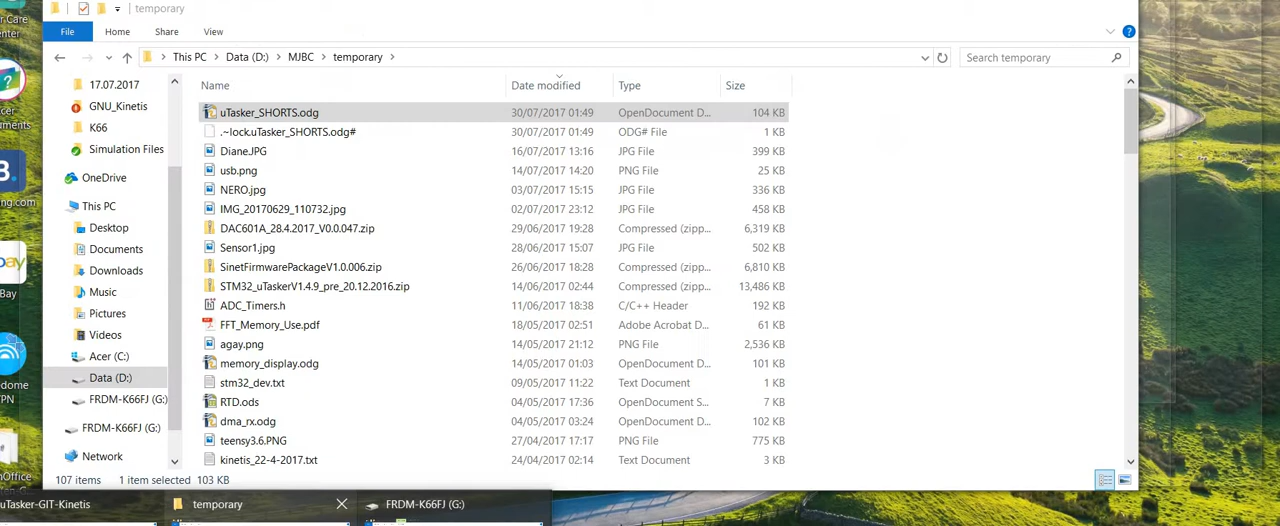 temporary
File Home Share View
This PC Data (D:) MJBC temporary Search temporary
Name Date modified Type Size
uTasker_SHORTS.odg 30/07/2017 01:49 OpenDocument D... 104 KB
.~lock.uTasker_SHORTS.odg# 30/07/2017 01:49 ODG# File 1 KB
Diane.JPG 16/07/2017 13:16 JPG File 399 KB
usb.png 14/07/2017 14:20 PNG File 25 KB
NERO.jpg 03/07/2017 15:15 JPG File 336 KB
IMG_20170629_110732.jpg 02/07/2017 23:12 JPG File 458 KB
DAC601A_28.4.2017_V0.0.047.zip 29/06/2017 19:28 Compressed (zipp... 6,319 KB
Sensor1.jpg 28/06/2017 15:07 JPG File 502 KB
SinetFirmwarePackageV1.0.006.zip 26/06/2017 18:28 Compressed (zipp... 6,810 KB
STM32_uTaskerV1.4.9_pre_20.12.2016.zip 14/06/2017 02:44 Compressed (zipp... 13,486 KB
ADC_Timers.h 11/06/2017 18:38 C/C++ Header 192 KB
FFT_Memory_Use.pdf 18/05/2017 02:51 Adobe Acrobat D... 61 KB
agay.png 14/05/2017 21:12 PNG File 2,536 KB
memory_display.odg 14/05/2017 01:03 OpenDocument D... 101 KB
stm32_dev.txt 09/05/2017 11:22 Text Document 1 KB
RTD.ods 04/05/2017 17:36 OpenDocument S... 7 KB
dma_rx.odg 04/05/2017 03:24 OpenDocument D... 102 KB
teensy3.6.PNG 27/04/2017 17:17 PNG File 775 KB
kinetis_22-4-2017.txt 24/04/2017 02:14 Text Document 3 KB
17.07.2017
GNU_Kinetis
K66
Simulation Files
OneDrive
This PC
Desktop
Documents
Downloads
Music
Pictures
Videos
Acer (C:)
Data (D:)
FRDM-K66FJ (G:)
FRDM-K66FJ (G:)
Network
107 items 1 item selected 103 KB
uTasker-GIT-Kinetis temporary FRDM-K66FJ (G:)
er Care
enter
cer
uments
B.
ng.com
bay
Bay
edome
PN
nOffice